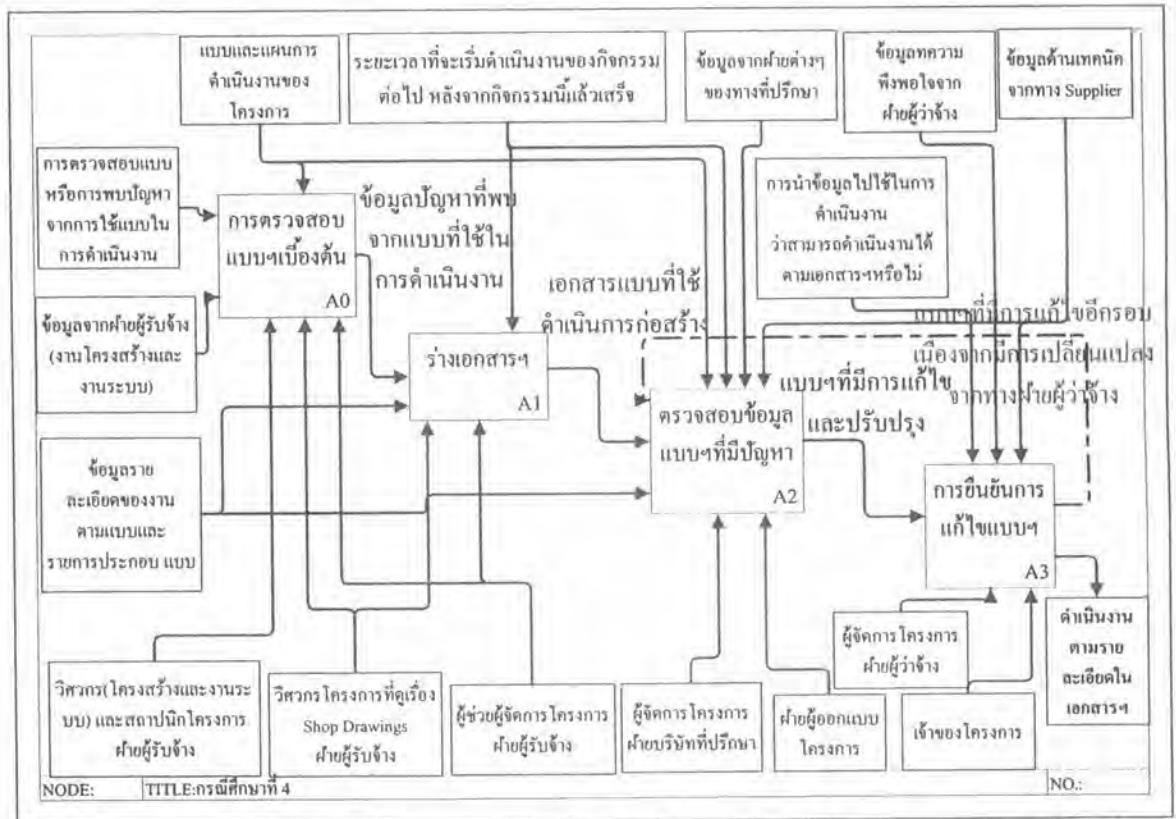 แบบและแผนการ
ดำเนินงานของ
โครงการ
ระยะเวลาที่จะเริ่มดำเนินงานของกิจกรรม
ต่อไป หลังจากกิจกรรมนี้แล้วเสร็จ
ข้อมูลจากฝ่ายต่างๆ
ของทางที่ปรึกษา
ข้อมูลทความ
พึงพอใจจาก
ฝ่ายผู้ว่าจ้าง
ข้อมูลด้านเทคนิค
จากทาง Supplier
การตรวจสอบแบบ
หรือการพบปัญหา
จากการใช้แบบใน
การดำเนินงาน
การตรวจสอบ
แบบฯเบื้องต้น
A0
ข้อมูลปัญหาที่พบ
จากแบบที่ใช้ใน
การดำเนินงาน
การนำข้อมูลไปใช้ในการ
ดำเนินงาน
ว่าสามารถดำเนินงานได้
ตามเอกสารฯหรือไม่
ข้อมูลจากฝ่ายผู้รับจ้าง
(งานโครงสร้างและ
งานระบบ)
ร่างเอกสารฯ
A1
เอกสารแบบที่ใช้
ดำเนินการก่อสร้าง
แบบฯที่มีการแก้ไขอีกรอบ
เนื่องจากมีการเปลี่ยนแปลง
จากทางฝ่ายผู้ว่าจ้าง
แบบฯที่มีการแก้ไข
และปรับปรุง
ตรวจสอบข้อมูล
แบบฯที่มีปัญหา
A2
ข้อมูลราย
ละเอียดของงาน
ตามแบบและ
รายการประกอบ แบบ
การยืนยันการ
แก้ไขแบบฯ
A3
ดำเนินงาน
ตามราย
ละเอียดใน
เอกสารฯ
ผู้จัดการโครงการ
ฝ่ายผู้ว่าจ้าง
วิศวกร(โครงสร้างและงานระ
บบ) และสถาปนิกโครงการ
ฝ่ายผู้รับจ้าง
วิศวกรโครงการที่ดูเรื่อง
Shop Drawings
ฝ่ายผู้รับจ้าง
ผู้ช่วยผู้จัดการโครงการ
ฝ่ายผู้รับจ้าง
ผู้จัดการโครงการ
ฝ่ายบริษัทที่ปรึกษา
ฝ่ายผู้ออกแบบ
โครงการ
เจ้าของโครงการ
NODE:
TITLE:กรณีศึกษาที่ 4
NO.: